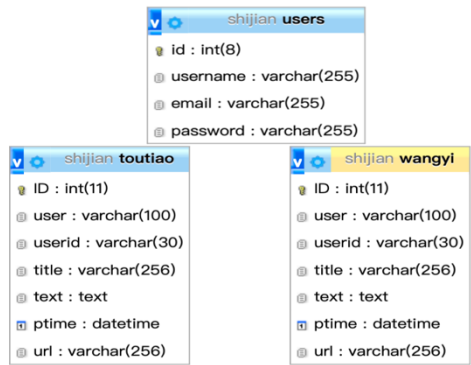 v shijian users
id : int(8)
username : varchar(255)
email : varchar(255)
password : varchar(255)
v shijian toutiao
ID : int(11)
user : varchar(100)
userid : varchar(30)
title : varchar(256)
text : text
ptime : datetime
url : varchar(256)
v shijian wangyi
ID : int(11)
user : varchar(100)
userid : varchar(30)
title : varchar(256)
text : text
ptime : datetime
url : varchar(256)